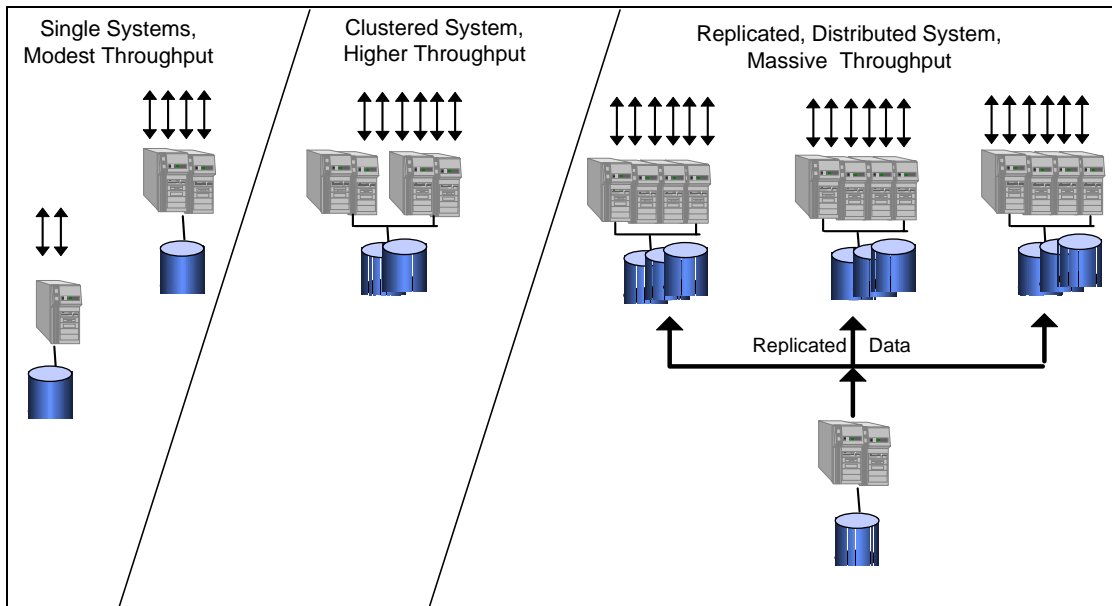 Single Systems,
Modest Throughput
Clustered System,
Higher Throughput
Replicated, Distributed System,
Massive Throughput
Replicated Data